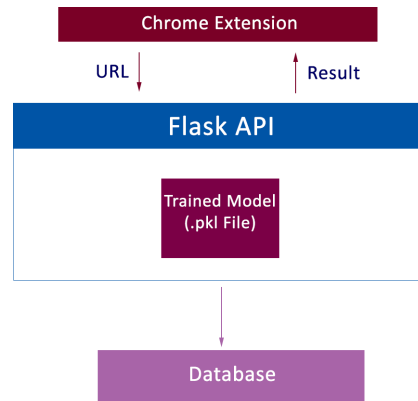 Chrome Extension
URL
Result
Flask API
Trained Model
(.pkl File)
Database